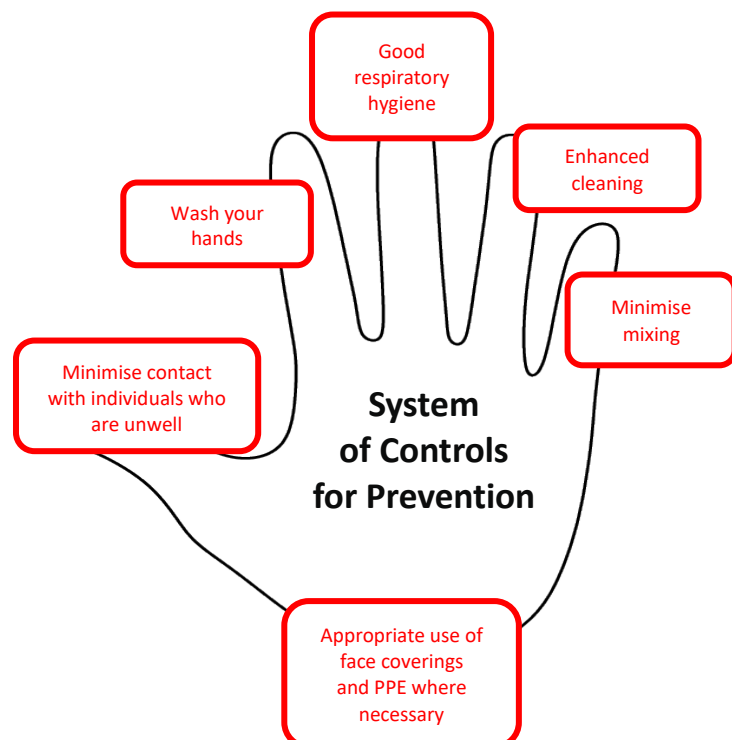 Good
respiratory
hygiene
Enhanced
cleaning
Wash your
hands
Minimise
mixing
Minimise contact
with individuals who
are unwell
System
of Controls
for Prevention
Appropriate use of
face coverings
and PPE where
necessary